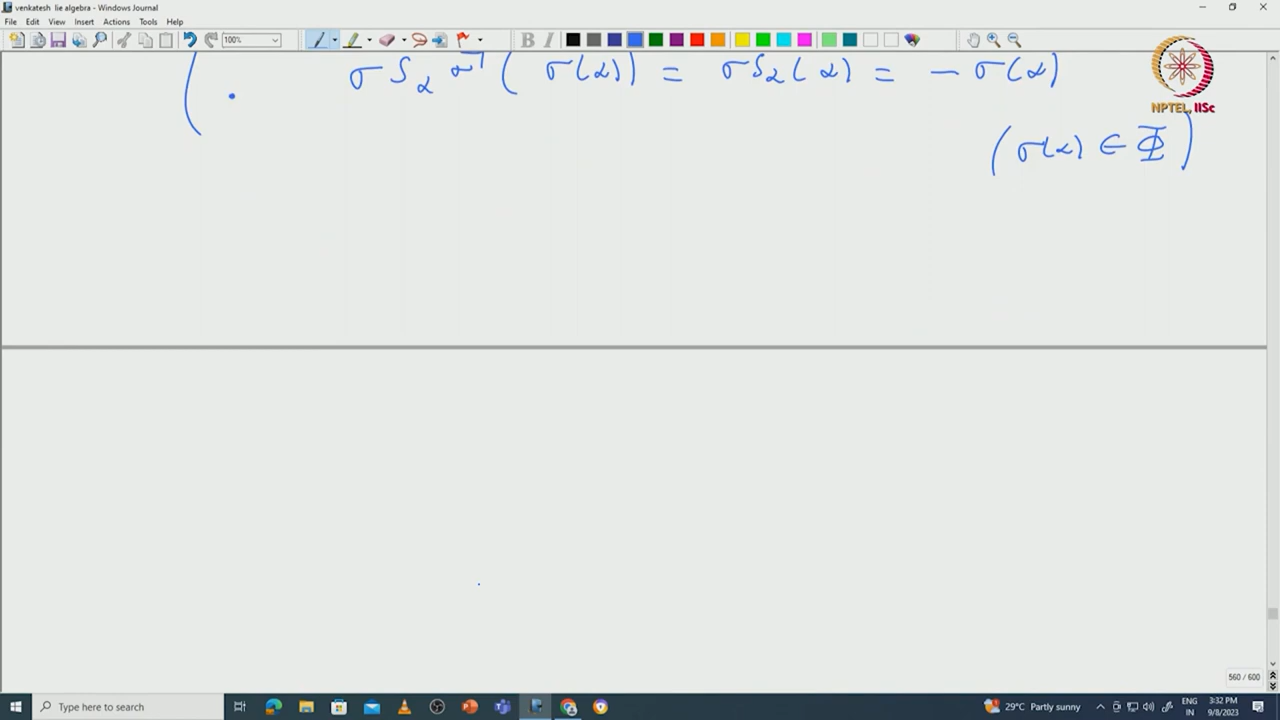 venkatesh lie algebra - Windows Journal
File Edit View Insert Actions Tools Help
100%
B I
NPTEL, IISc
σ S_α σ^{-1} ( σ(α) ) = σ S_α ( α ) = - σ(α)
( σ(α) ∈ Φ )
560 / 600
Type here to search
29°C Partly sunny
ENG
IN
3:32 PM
9/8/2023